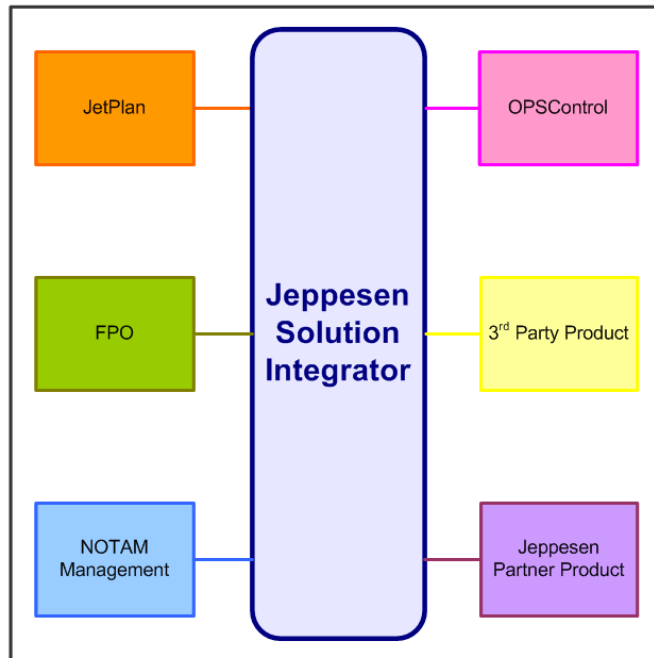 JetPlan
OPSControl
Jeppesen
Solution
Integrator
FPO
3rd Party Product
NOTAM
Management
Jeppesen
Partner Product